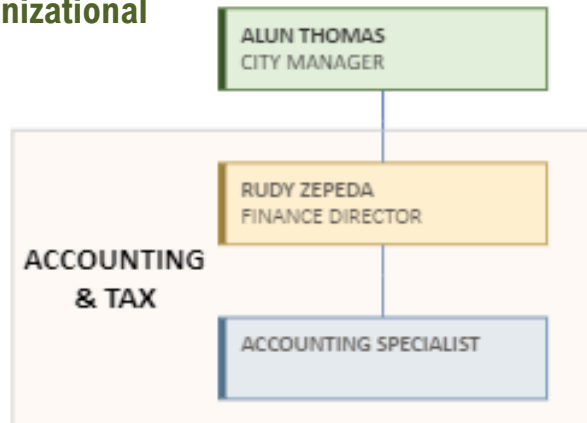 nizational
ALUN THOMAS
CITY MANAGER
RUDY ZEPEDA
FINANCE DIRECTOR
ACCOUNTING
& TAX
ACCOUNTING SPECIALIST